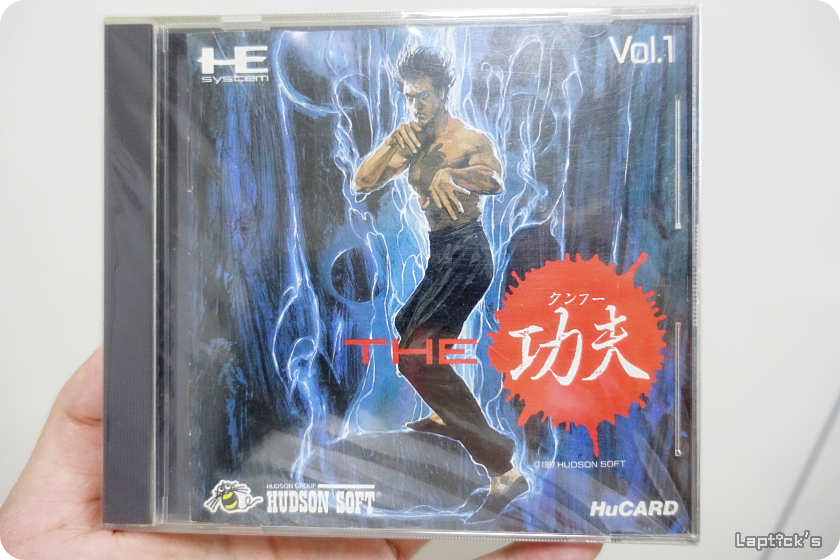 HE
system
Vol.1
クンフー
THE 功夫
©1987 HUDSON SOFT
HUDSON GROUP
HUDSON SOFT®
HuCARD
Laptick's